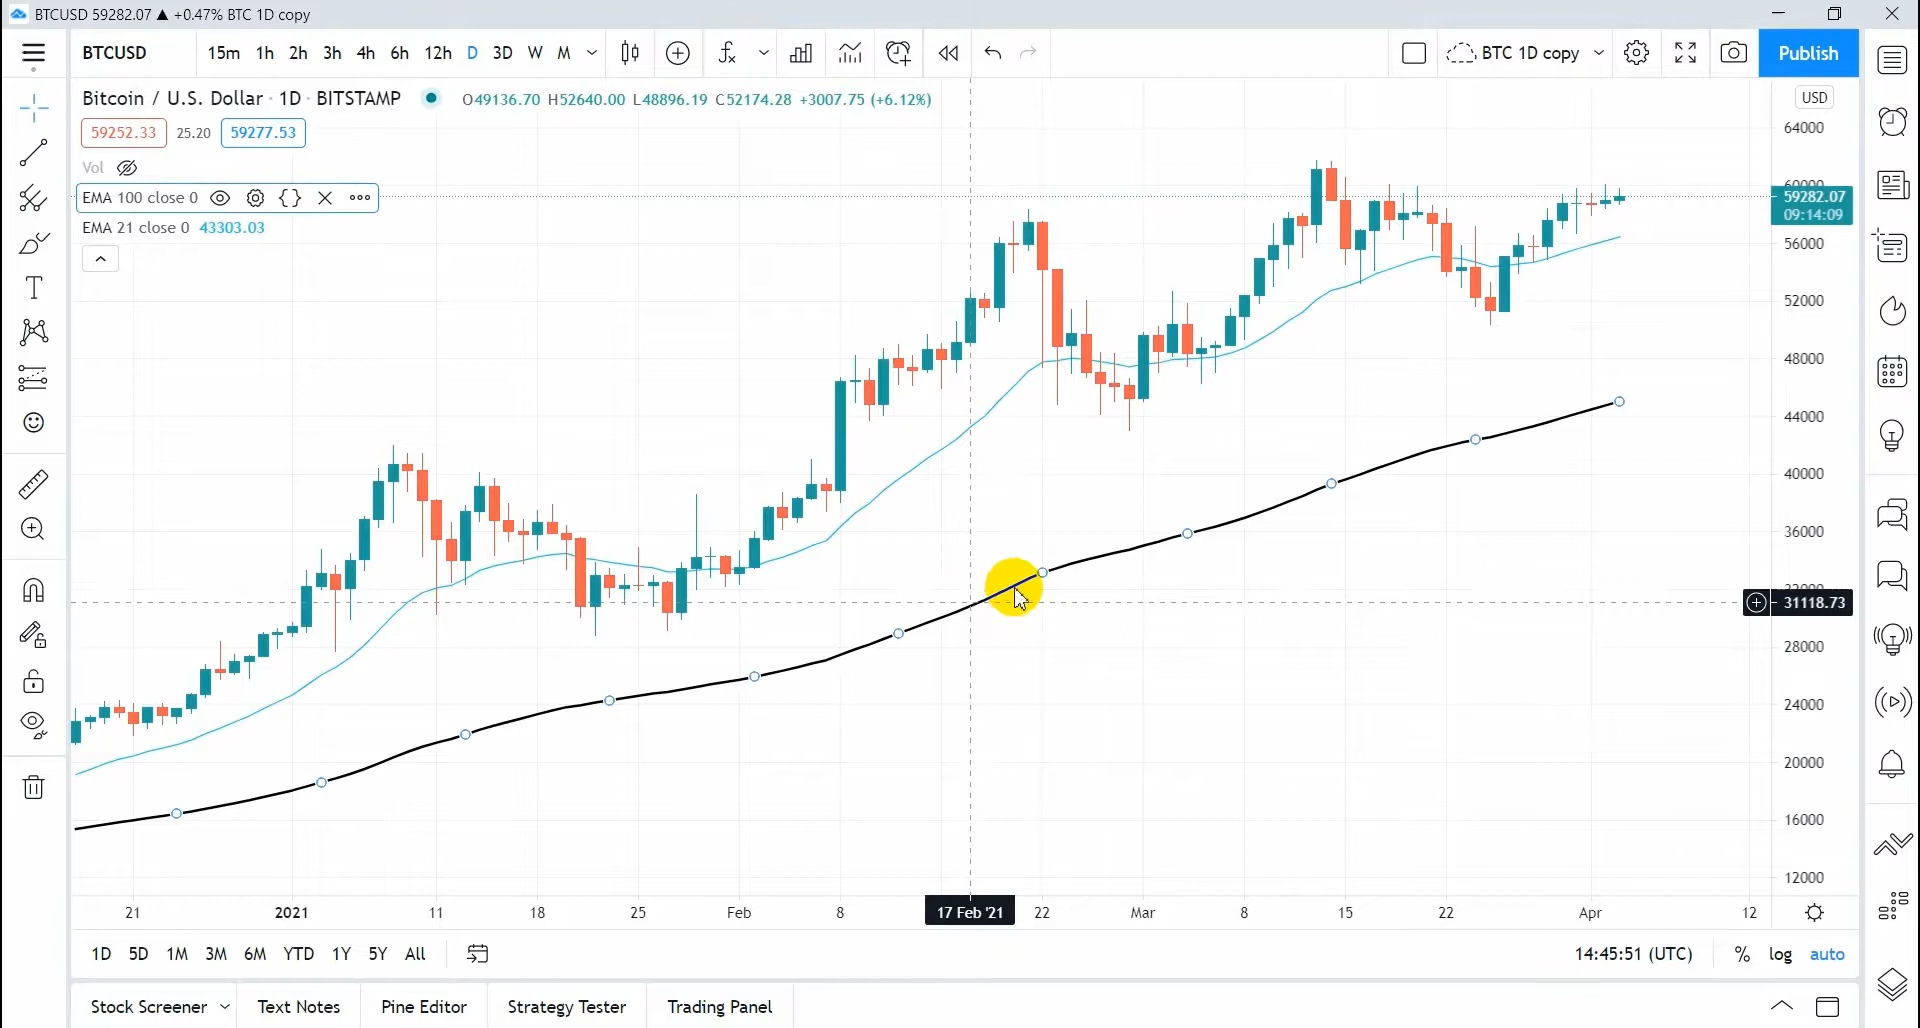 BTCUSD 59282.07 ▲ +0.47% BTC 1D copy
BTCUSD 15m 1h 2h 3h 4h 6h 12h D 3D W M BTC 1D copy Publish
Bitcoin / U.S. Dollar · 1D · BITSTAMP O49136.70 H52640.00 L48896.19 C52174.28 +3007.75 (+6.12%) USD
59252.33 25.20 59277.53
Vol
EMA 100 close 0
EMA 21 close 0 43303.03
64000
60000
59282.07
09:14:09
56000
52000
48000
44000
40000
36000
32000
31118.73
28000
24000
20000
16000
12000
21 2021 11 18 25 Feb 8 17 Feb '21 22 Mar 8 15 22 Apr 12
1D 5D 1M 3M 6M YTD 1Y 5Y All 14:45:51 (UTC) % log auto
Stock Screener Text Notes Pine Editor Strategy Tester Trading Panel